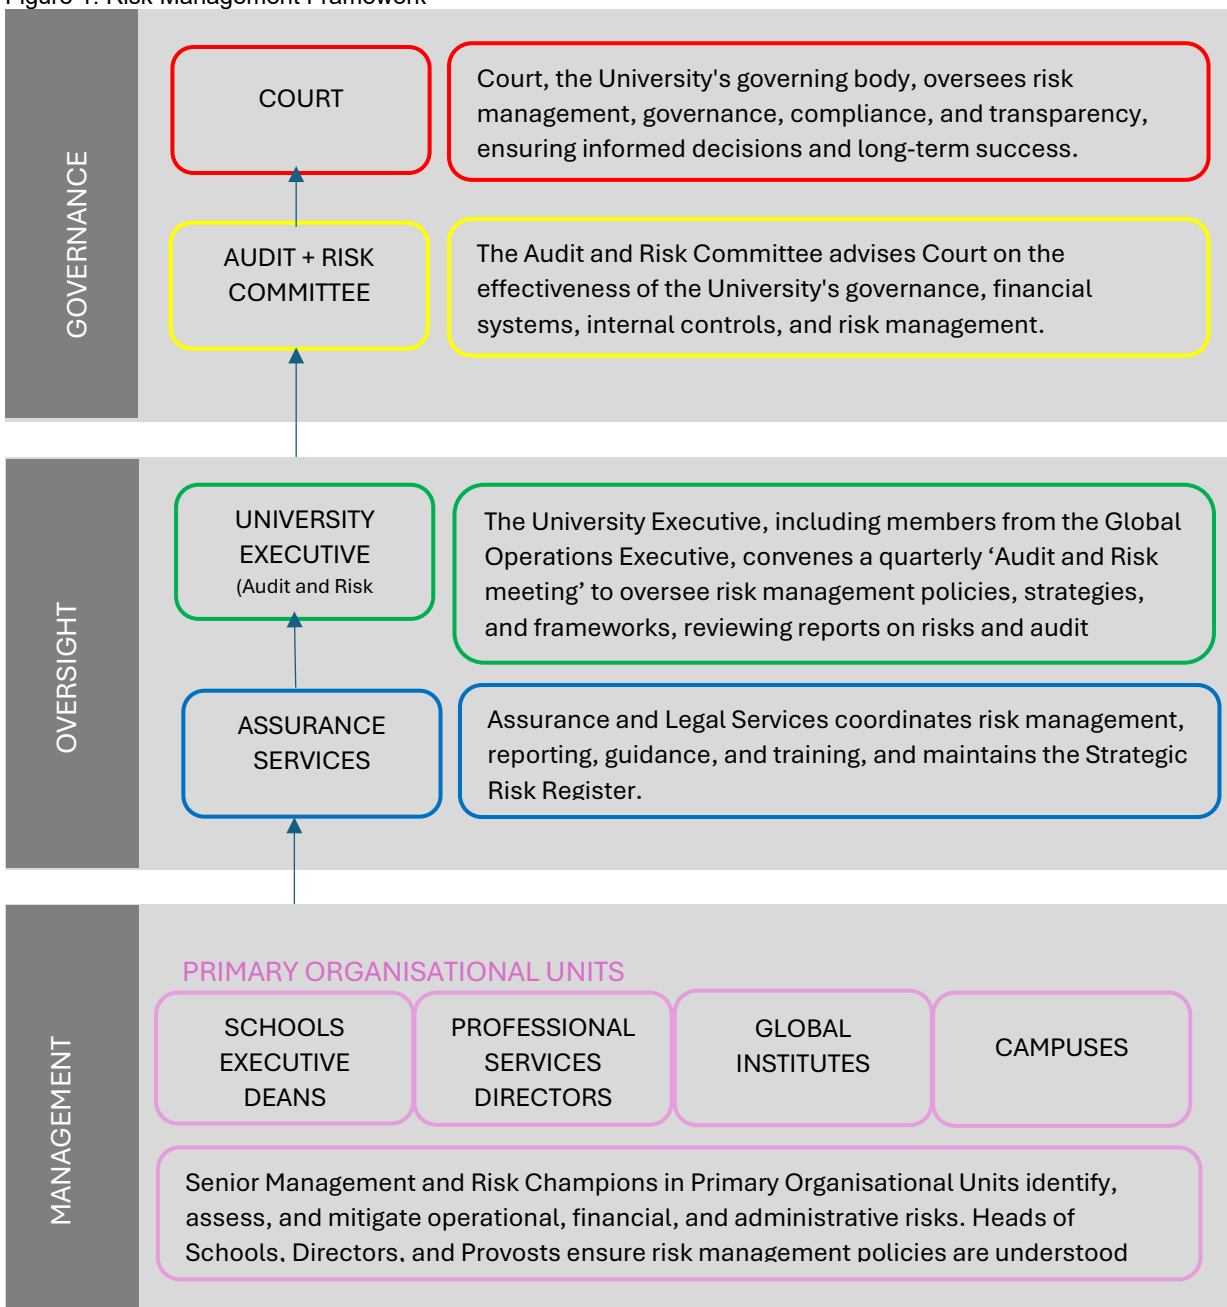 Figure 1: Risk Management Framework
GOVERNANCE
COURT
Court, the University's governing body, oversees risk
management, governance, compliance, and transparency,
ensuring informed decisions and long-term success.
AUDIT + RISK
COMMITTEE
The Audit and Risk Committee advises Court on the
effectiveness of the University's governance, financial
systems, internal controls, and risk management.
OVERSIGHT
UNIVERSITY
EXECUTIVE
(Audit and Risk
The University Executive, including members from the Global
Operations Executive, convenes a quarterly ‘Audit and Risk
meeting’ to oversee risk management policies, strategies,
and frameworks, reviewing reports on risks and audit
ASSURANCE
SERVICES
Assurance and Legal Services coordinates risk management,
reporting, guidance, and training, and maintains the Strategic
Risk Register.
MANAGEMENT
PRIMARY ORGANISATIONAL UNITS
SCHOOLS
EXECUTIVE
DEANS
PROFESSIONAL
SERVICES
DIRECTORS
GLOBAL
INSTITUTES
CAMPUSES
Senior Management and Risk Champions in Primary Organisational Units identify,
assess, and mitigate operational, financial, and administrative risks. Heads of
Schools, Directors, and Provosts ensure risk management policies are understood